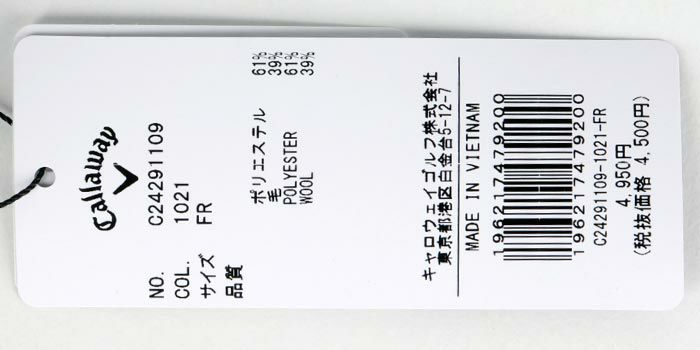 Callaway
NO. C24291109
COL. 1021
サイズ FR
品質
ポリエステル 61%
毛 39%
POLYESTER 61%
WOOL 39%
キャロウェイゴルフ株式会社
東京都港区白金台5-12-7
MADE IN VIETNAM
196217479200
196217479200
C24291109-1021-FR
4,950円
(税抜価格 4,500円)